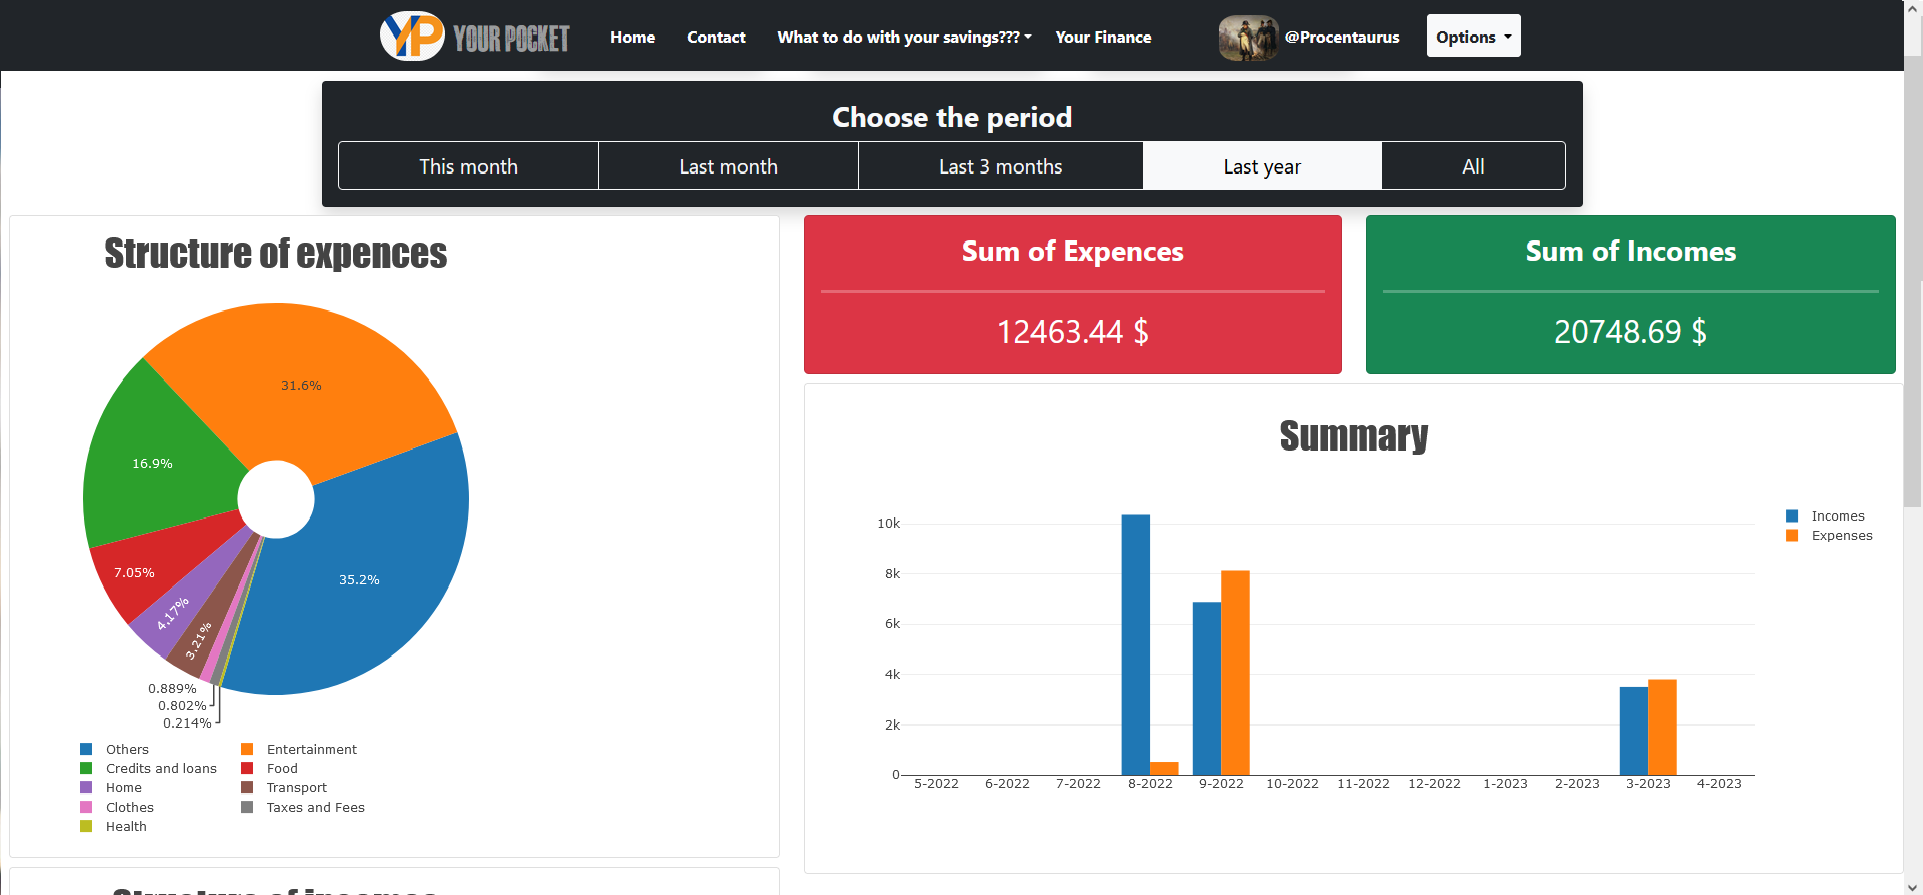 YP YOUR POCKET Home Contact What to do with your savings??? Your Finance @Procentaurus Options
Choose the period
This month Last month Last 3 months Last year All
Structure of expences
31.6%
16.9%
7.05%
35.2%
4.17%
3.21%
0.889%
0.802%
0.214%
Others Entertainment
Credits and loans Food
Home Transport
Clothes Taxes and Fees
Health
Sum of Expences
12463.44 $
Sum of Incomes
20748.69 $
Summary
10k
8k
6k
4k
2k
0
5-2022 6-2022 7-2022 8-2022 9-2022 10-2022 11-2022 12-2022 1-2023 2-2023 3-2023 4-2023
Incomes
Expenses
Structure of incomes